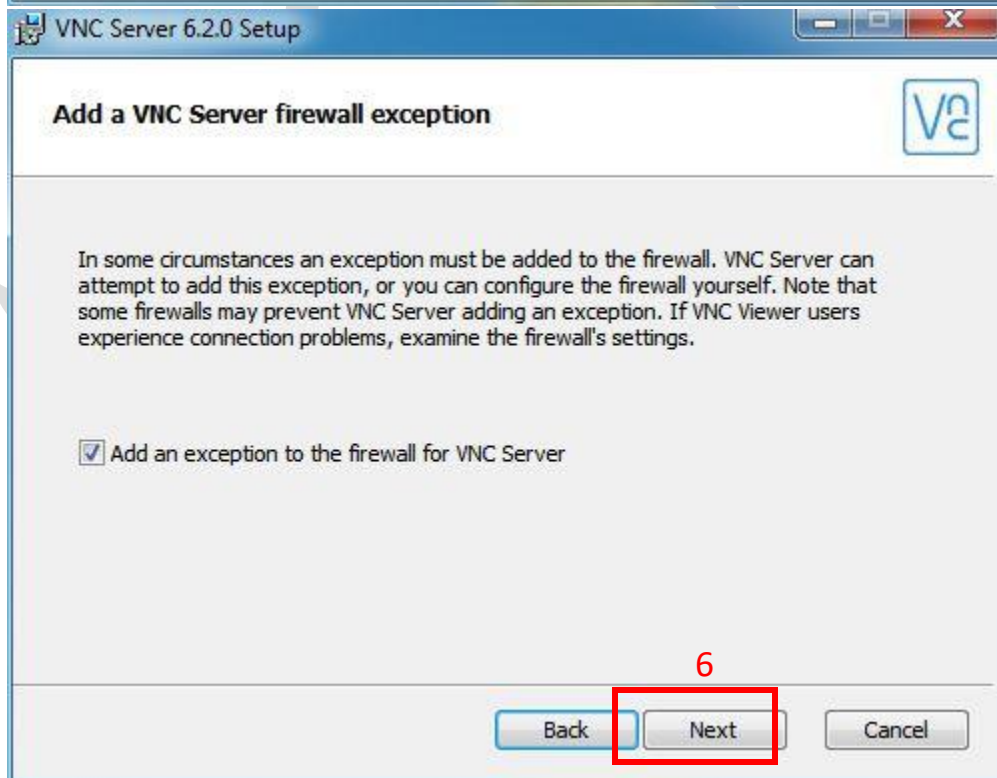 VNC Server 6.2.0 Setup
Add a VNC Server firewall exception
In some circumstances an exception must be added to the firewall. VNC Server can
attempt to add this exception, or you can configure the firewall yourself. Note that
some firewalls may prevent VNC Server adding an exception. If VNC Viewer users
experience connection problems, examine the firewall's settings.
Add an exception to the firewall for VNC Server
6
Back Next Cancel